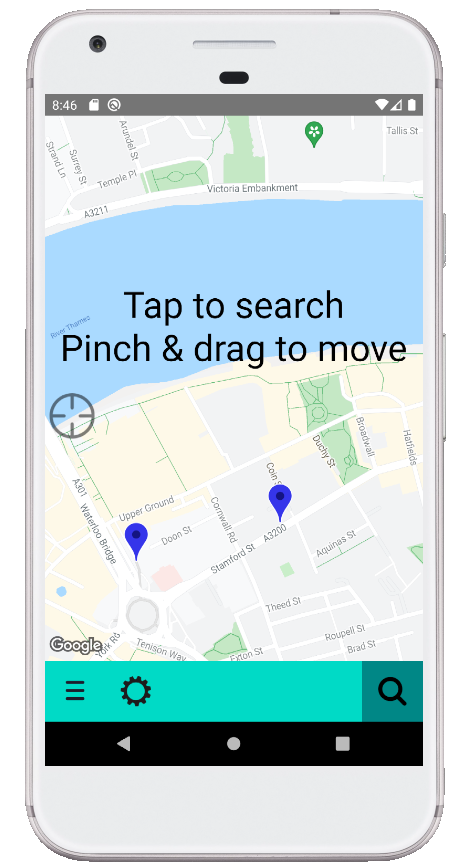 8:46
Tallis St
Arundel St
Surrey St
Strand Ln
Temple Pl
Victoria Embankment
A3211
River Thames
Tap to search
Pinch & drag to move
Broadwall
Hatfields
Duchy St
Coin St
A301
Waterloo Bridge
Upper Ground
Cornwall Rd
Doon St
A3200
Stamford St
Aquinas St
Theed St
Roupell St
Brad St
Google
York Rd
Tenison Way
Exton St